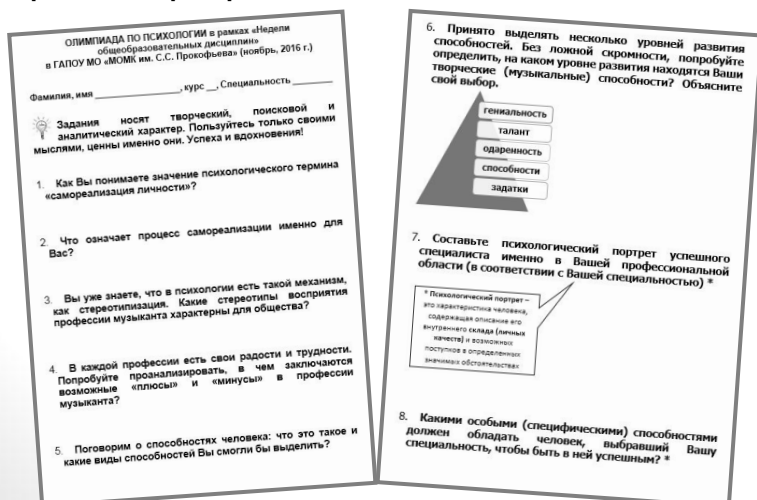 ОЛИМПИАДА ПО ПСИХОЛОГИИ в рамках «Недели
общеобразовательных дисциплин»
в ГАПОУ МО «МОМК им. С.С. Прокофьева» (ноябрь, 2016 г.)
Фамилия, имя ____________________, курс __, Специальность _________
Задания носят творческий, поисковой и
аналитический характер. Пользуйтесь только своими
мыслями, ценны именно они. Успеха и вдохновения!
1. Как Вы понимаете значение психологического термина
«самореализация личности»?
2. Что означает процесс самореализации именно для
Вас?
3. Вы уже знаете, что в психологии есть такой механизм,
как стереотипизация. Какие стереотипы восприятия
профессии музыканта характерны для общества?
4. В каждой профессии есть свои радости и трудности.
Попробуйте проанализировать, в чем заключаются
возможные «плюсы» и «минусы» в профессии
музыканта?
5. Поговорим о способностях человека: что это такое и
какие виды способностей Вы смогли бы выделить?
6. Принято выделять несколько уровней развития
способностей. Без ложной скромности, попробуйте
определить, на каком уровне развития находятся Ваши
творческие (музыкальные) способности? Объясните
свой выбор.
гениальность
талант
одаренность
способности
задатки
7. Составьте психологический портрет успешного
специалиста именно в Вашей профессиональной
области (в соответствии с Вашей специальностью) *
* Психологический портрет –
это характеристика человека,
содержащая описание его
внутреннего склада (личных
качеств) и возможных
поступков в определенных
значимых обстоятельствах
8. Какими особыми (специфическими) способностями
должен обладать человек, выбравший Вашу
специальность, чтобы быть в ней успешным? *